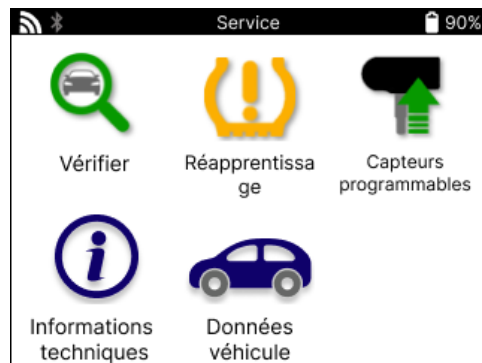 Service 90%
Vérifier
Réapprentissa
ge
Capteurs
programmables
Informations
techniques
Données
véhicule